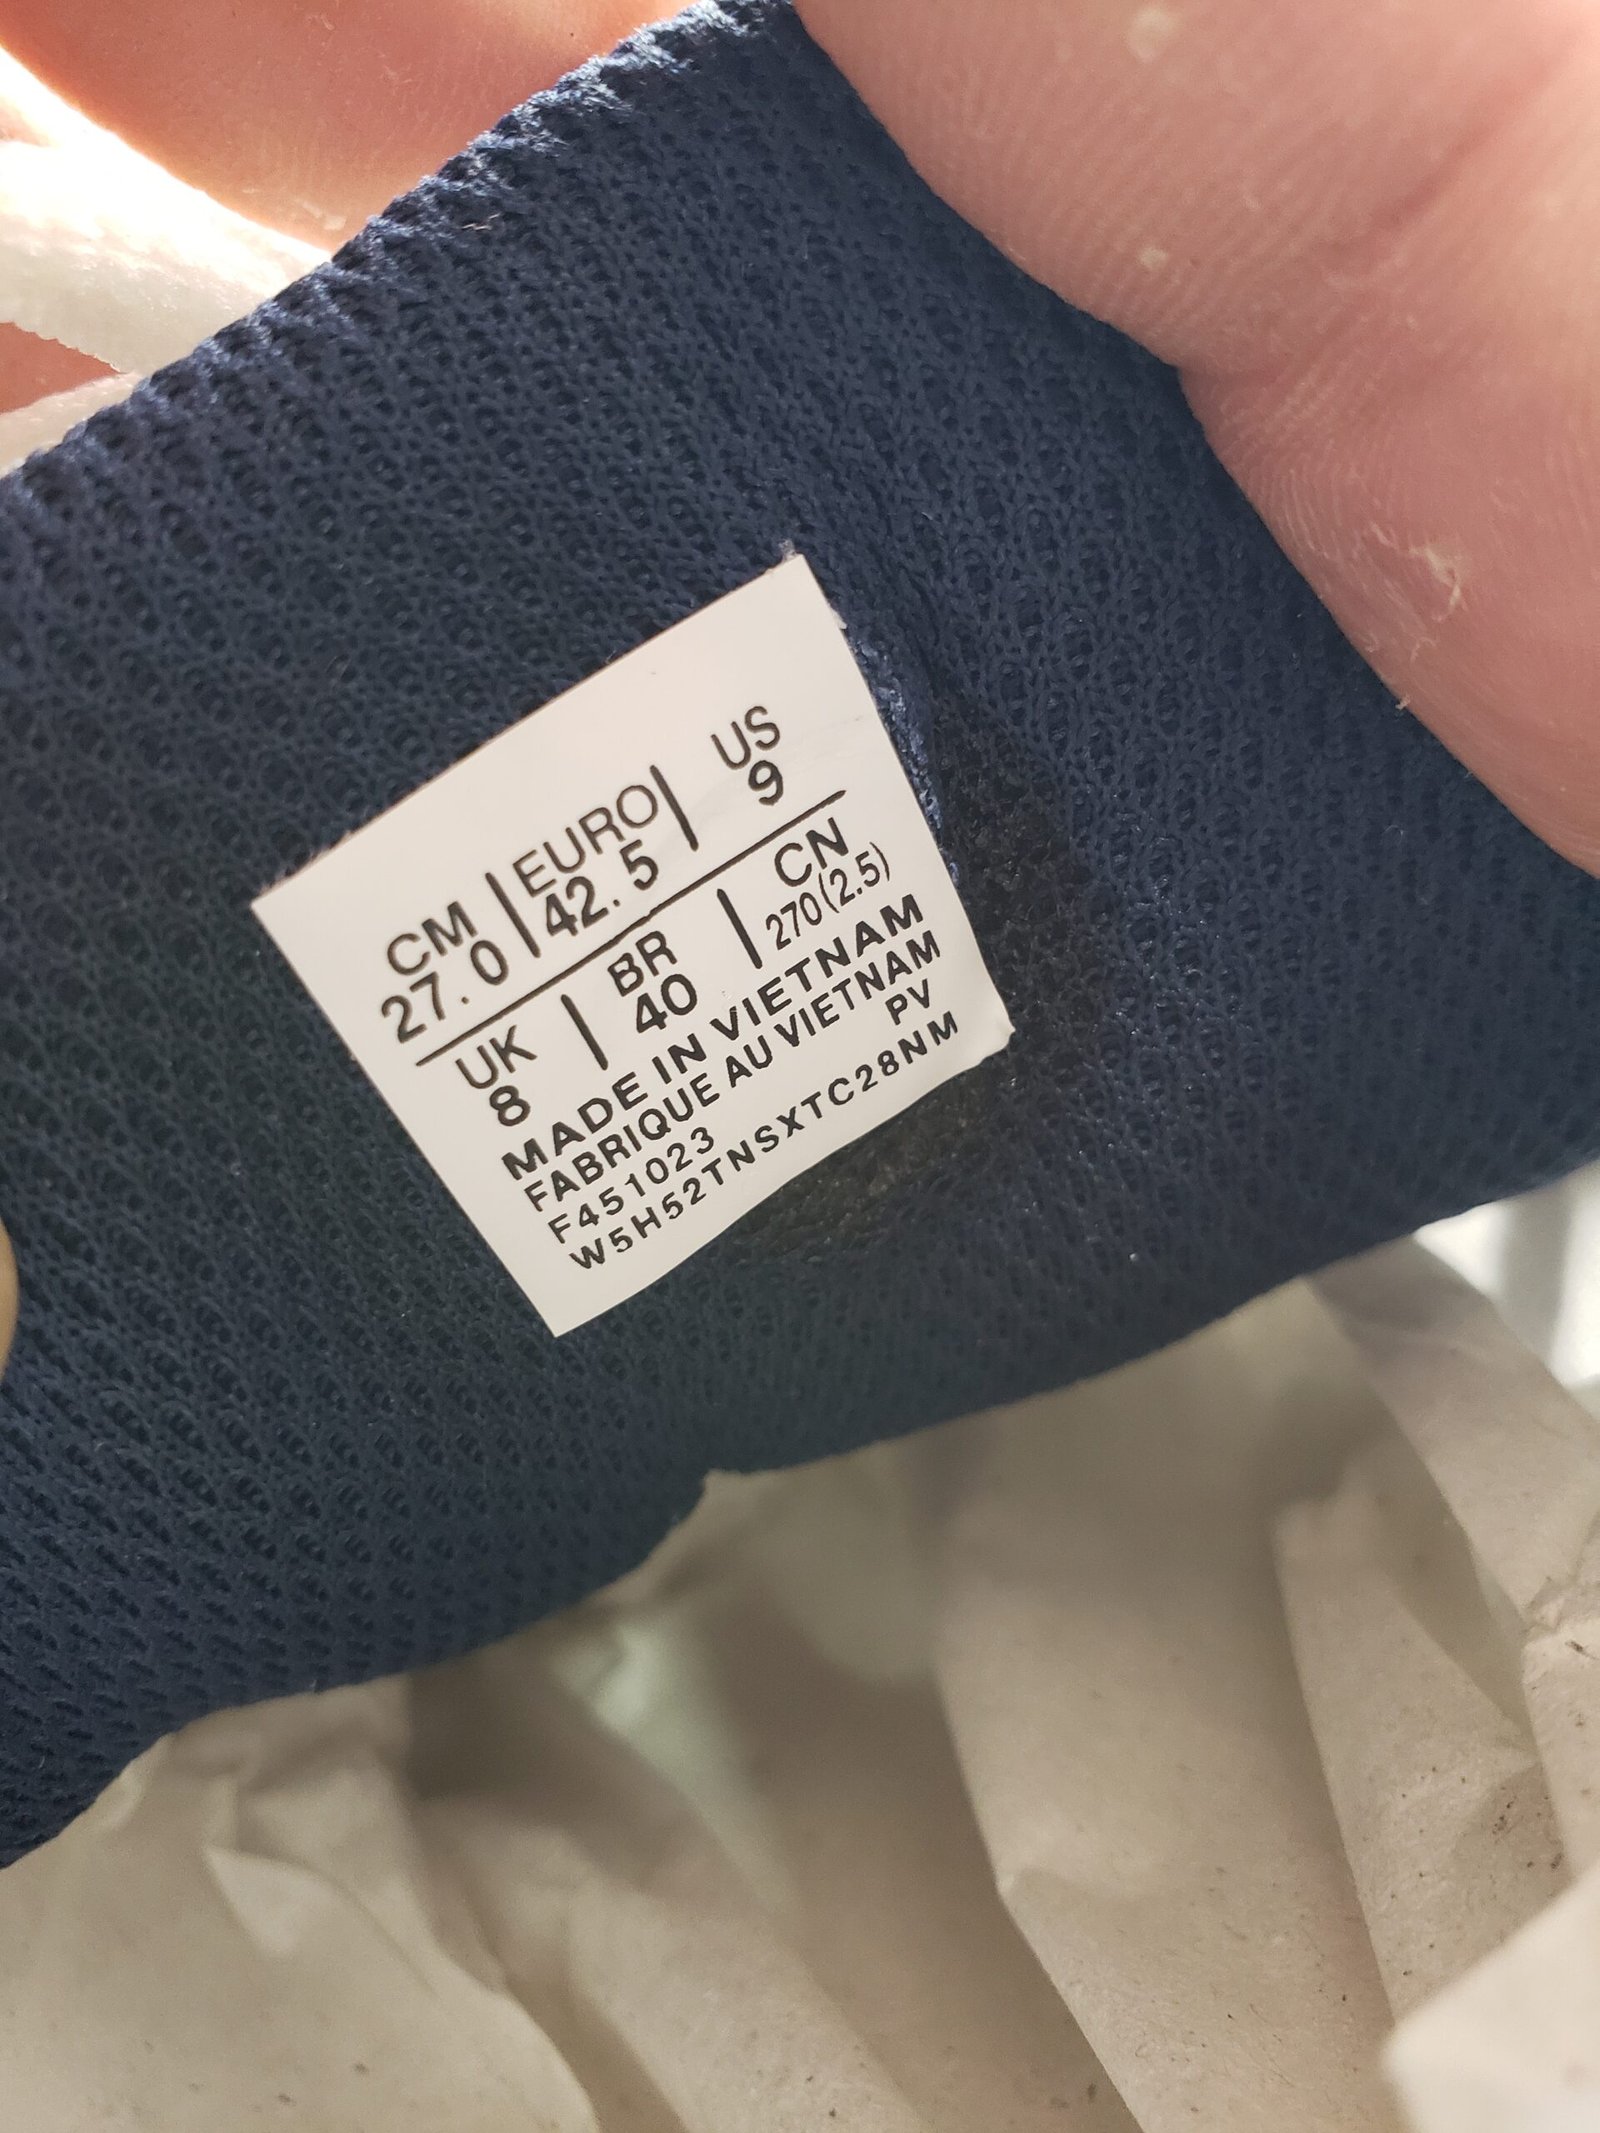 CM | EURO | US
27.0 | 42.5 | 9
UK | BR | CN
8 | 40 | 270(2.5)
MADE IN VIETNAM
FABRIQUE AU VIETNAM
F451023 PV
W5H52TNSXTC28NM